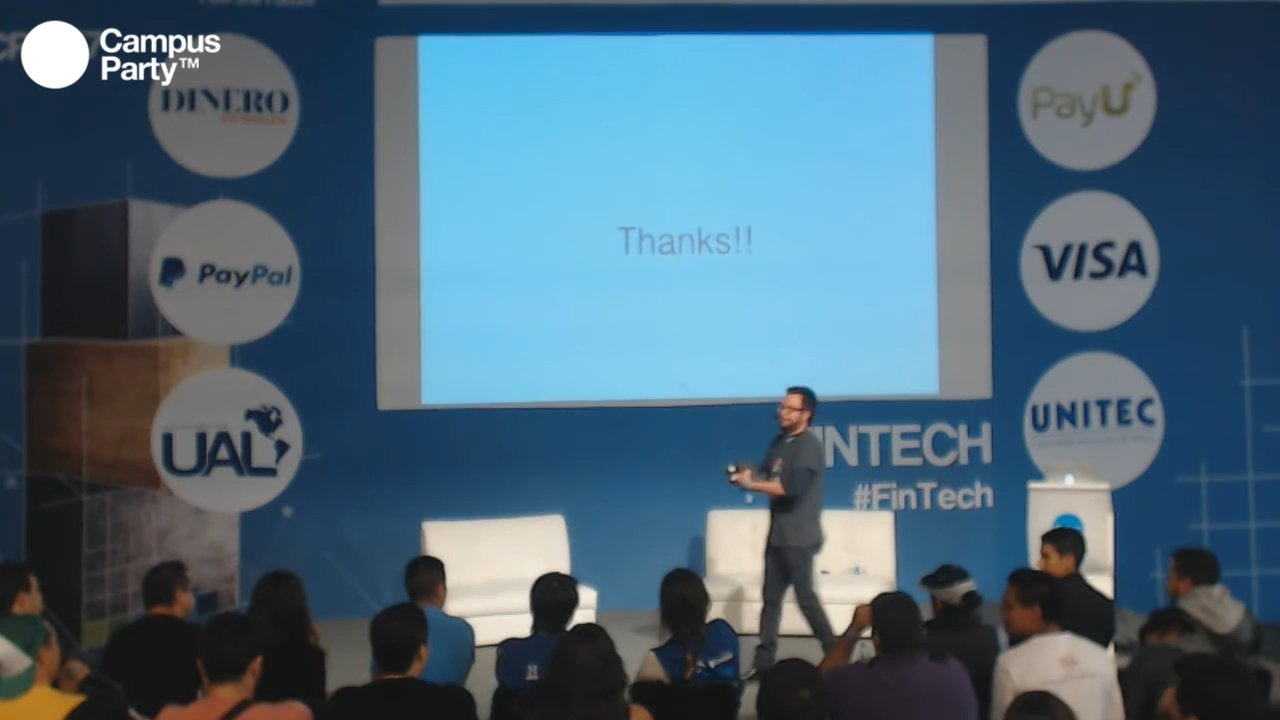 Campus
Party™
DINERO
PayPal
UAL
Thanks!!
PayU
VISA
UNITEC
INTECH
#FinTech